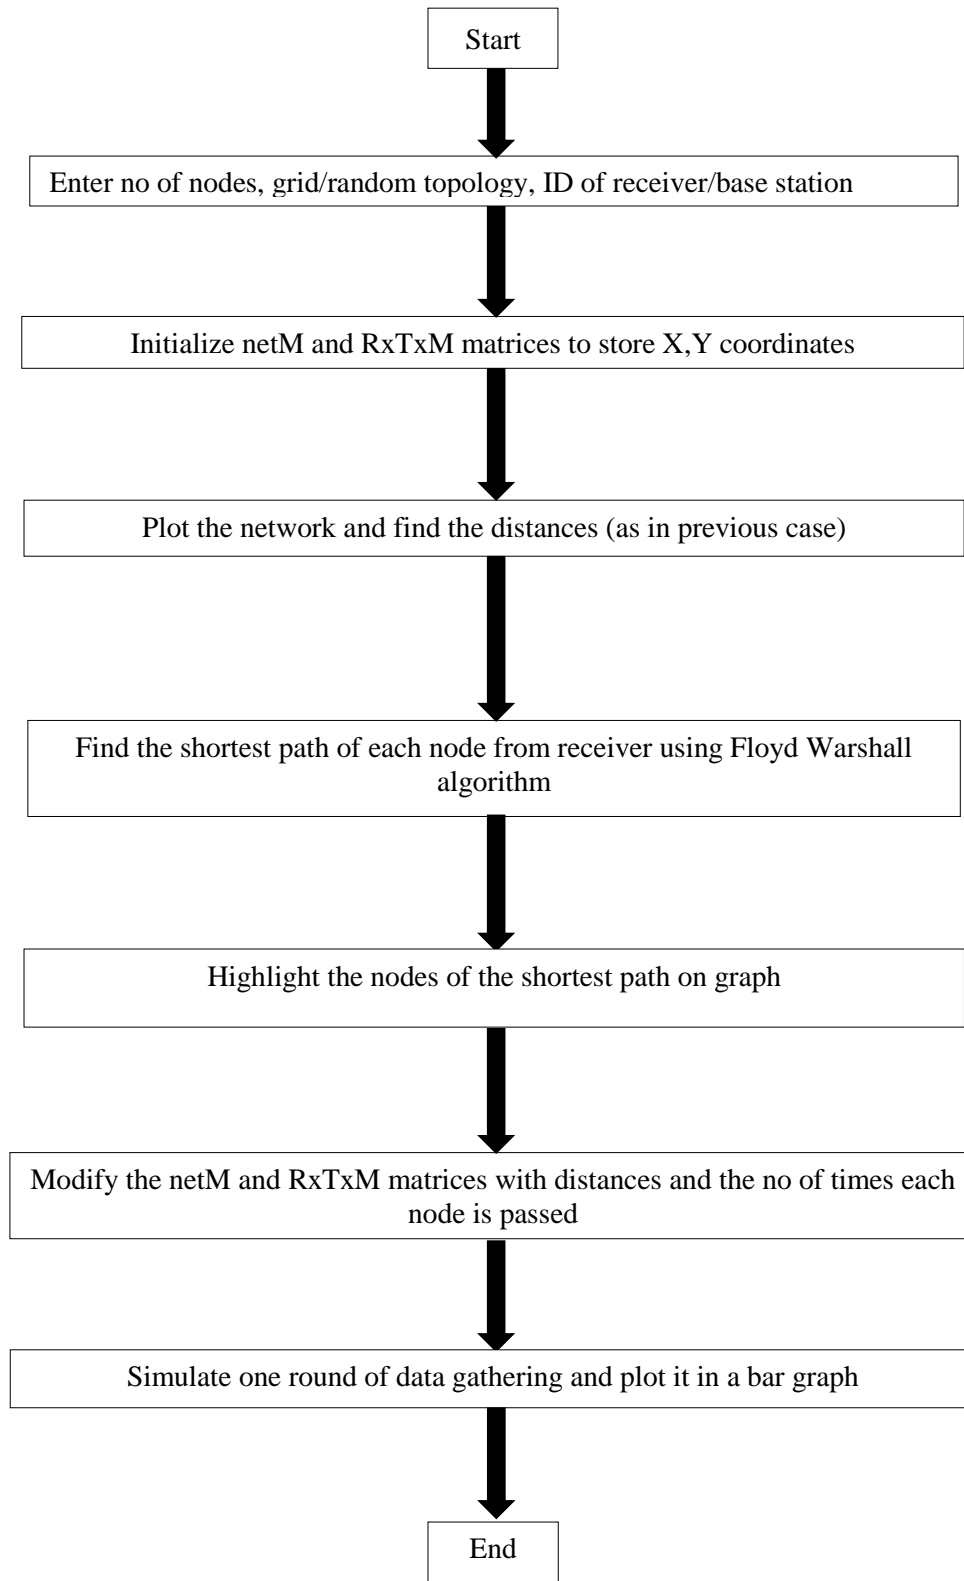 Start
Enter no of nodes, grid/random topology, ID of receiver/base station
Initialize netM and RxTxM matrices to store X,Y coordinates
Plot the network and find the distances (as in previous case)
Find the shortest path of each node from receiver using Floyd Warshall
algorithm
Highlight the nodes of the shortest path on graph
Modify the netM and RxTxM matrices with distances and the no of times each
node is passed
Simulate one round of data gathering and plot it in a bar graph
End